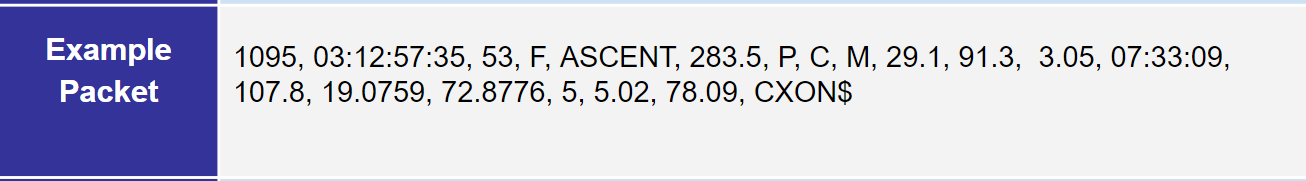 Example
Packet
1095, 03:12:57:35, 53, F, ASCENT, 283.5, P, C, M, 29.1, 91.3,  3.05, 07:33:09,
107.8, 19.0759, 72.8776, 5, 5.02, 78.09, CXON$